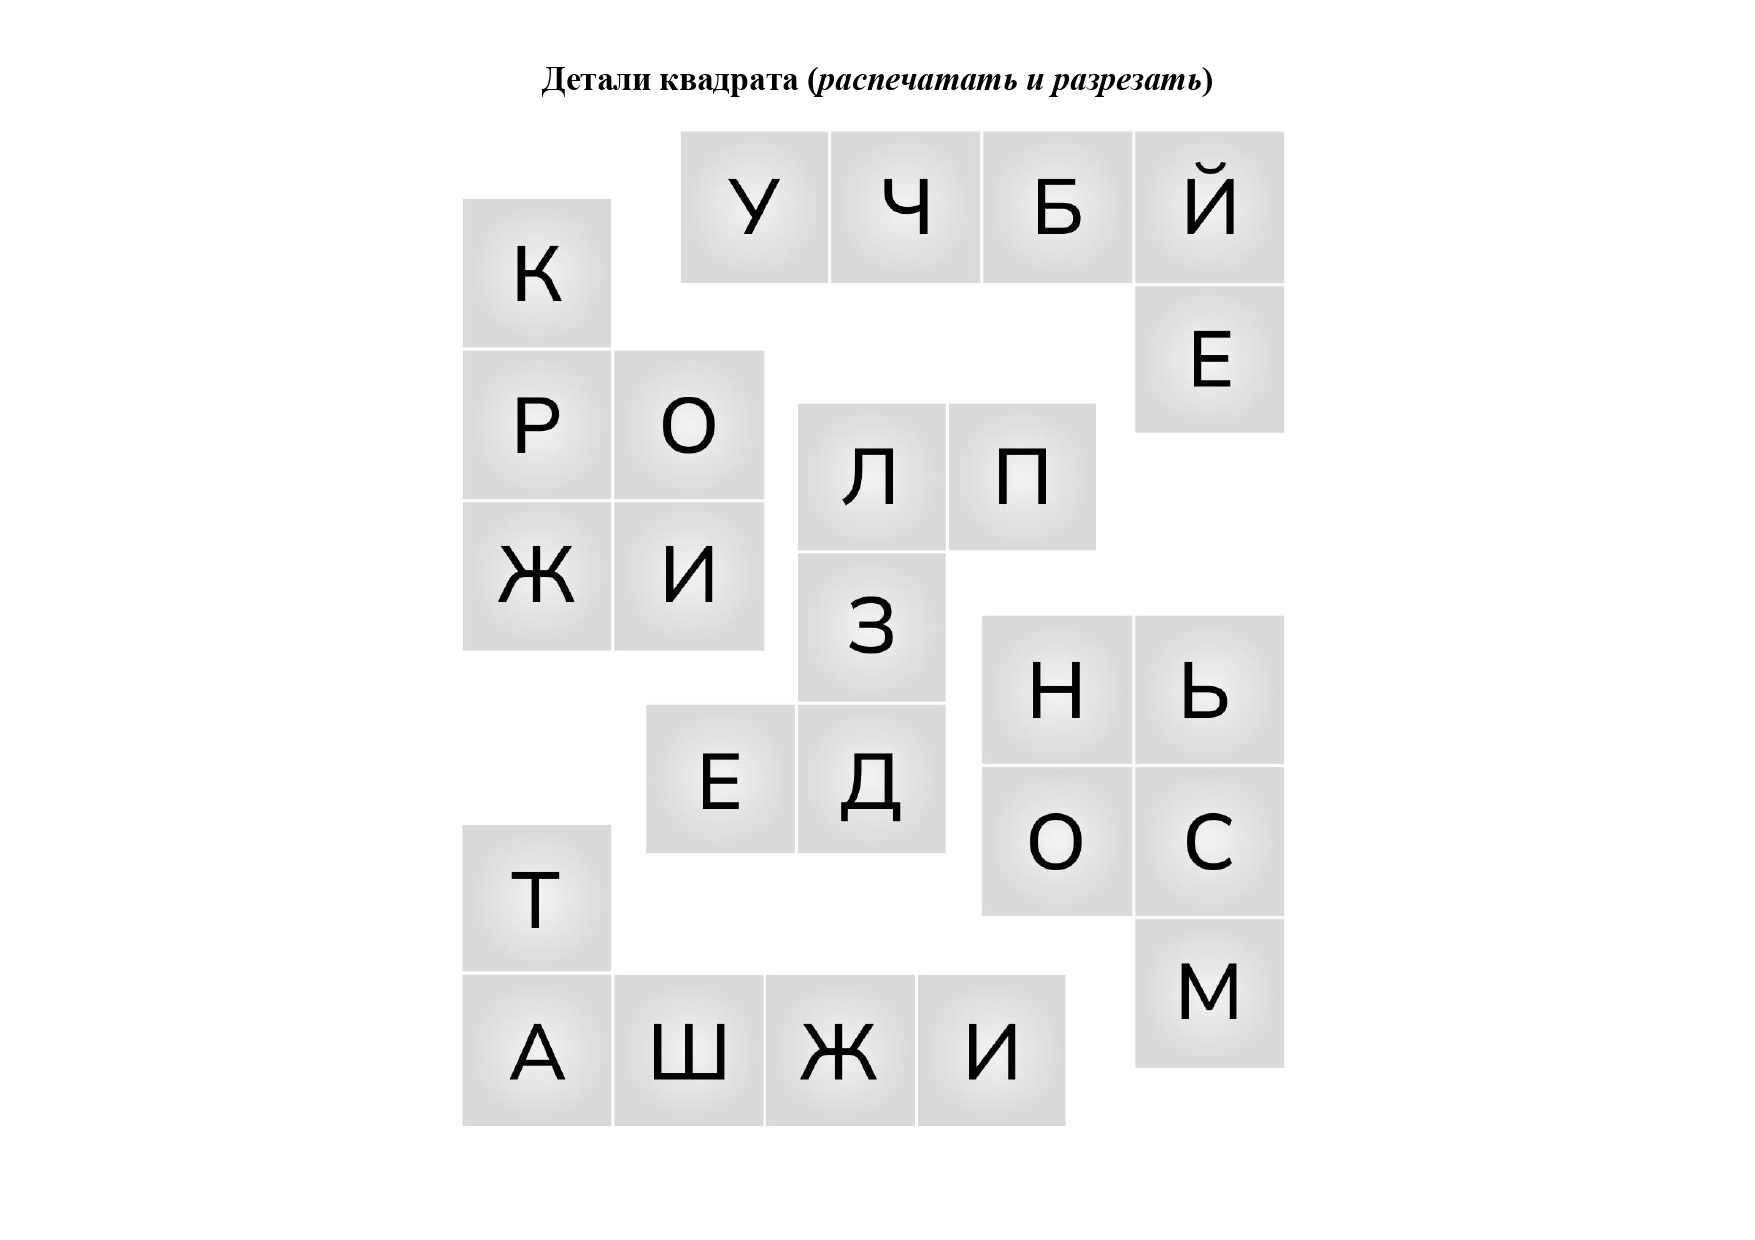 Детали квадрата (распечатать и разрезать)
У Ч Б Й
К
Е
Р О
Л П
Ж И
З
Н Ь
Е Д
О С
Т
М
А Ш Ж И